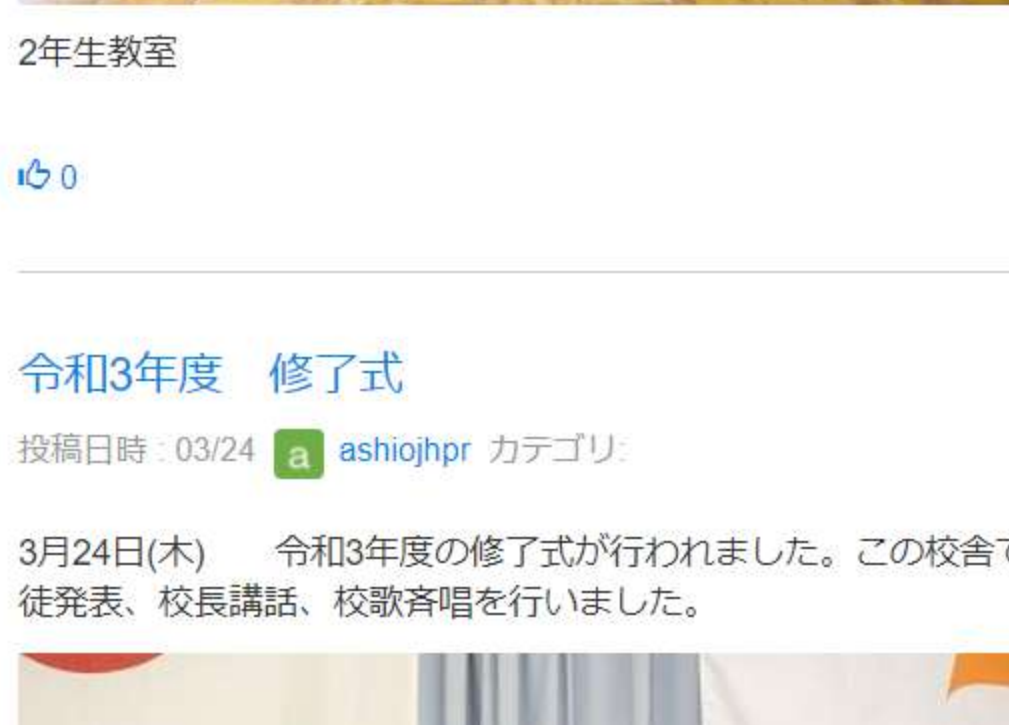 2年生教室
0
令和3年度　修了式
投稿日時 : 03/24 a ashiojhpr カテゴリ:
3月24日(木)　　令和3年度の修了式が行われました。この校舎で
徒発表、校長講話、校歌斉唱を行いました。